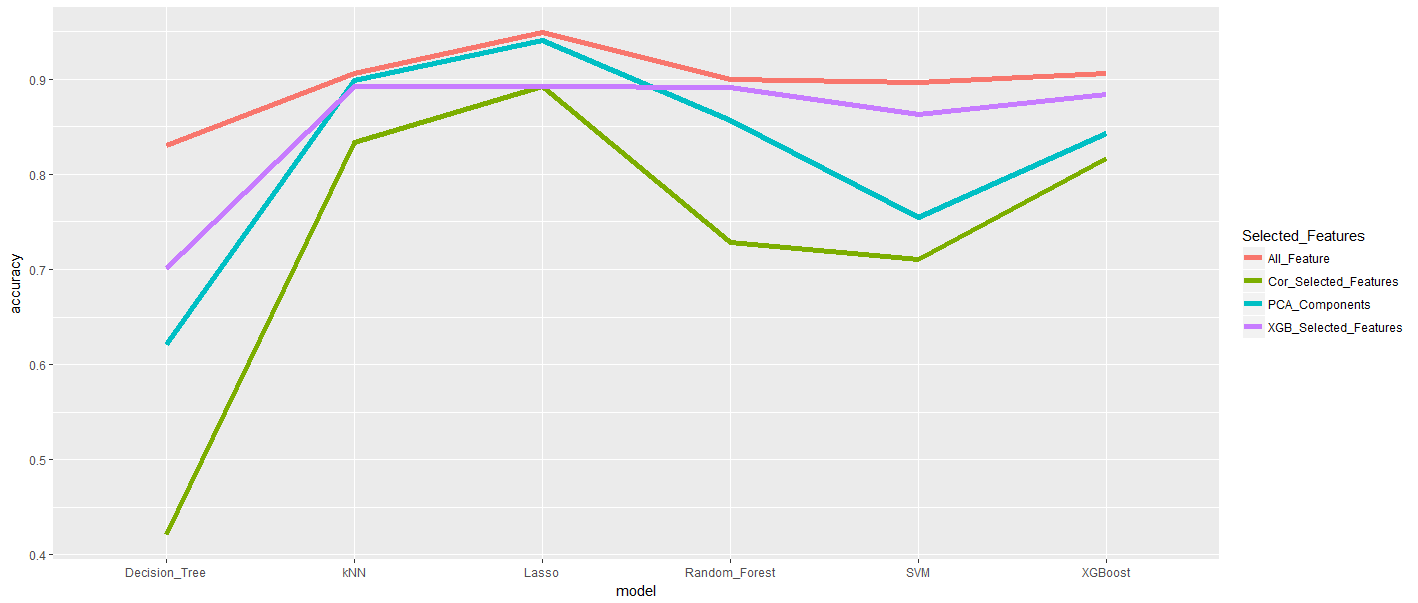 accuracy
0.9
0.8
0.7
0.6
0.5
0.4
Decision_Tree kNN Lasso Random_Forest SVM XGBoost
model
Selected_Features
All_Feature
Cor_Selected_Features
PCA_Components
XGB_Selected_Features